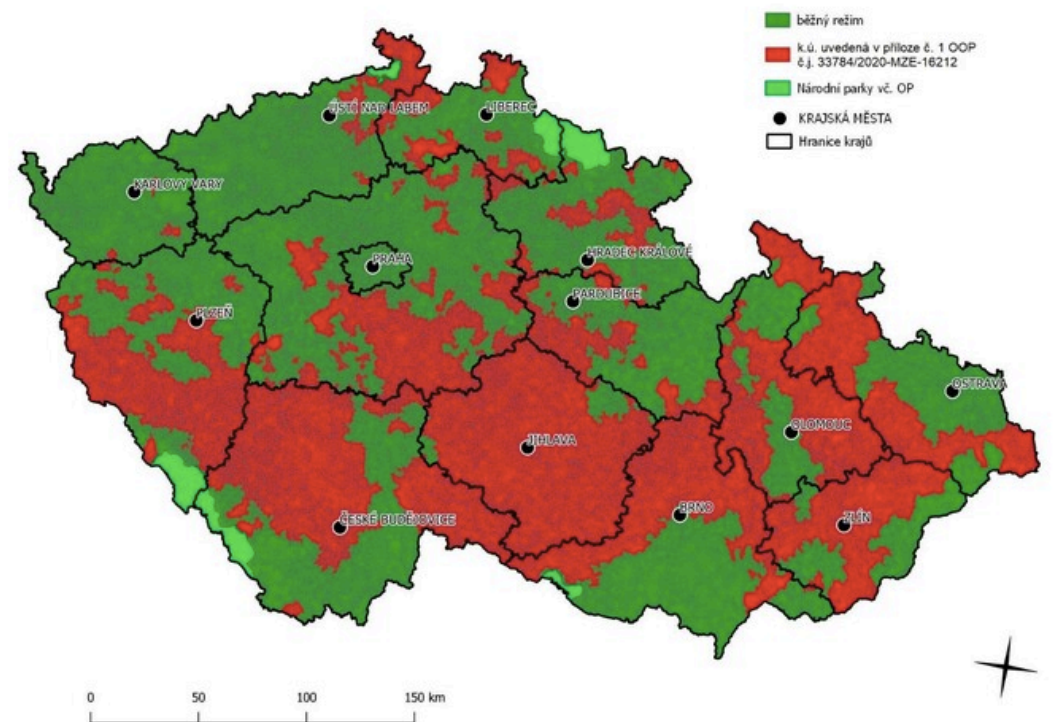 běžný režim
k.ú. uvedená v příloze č. 1 OOP
č.j. 33784/2020-MZE-16212
Národní parky vč. OP
KRAJSKÁ MĚSTA
Hranice krajů
ÚSTÍ NAD LABEM
LIBEREC
KARLOVY VARY
PRAHA
HRADEC KRÁLOVÉ
PARDUBICE
PLZEŇ
OSTRAVA
OLOMOUC
JIHLAVA
BRNO
ČESKÉ BUDĚJOVICE
ZLÍN
0 50 100 150 km